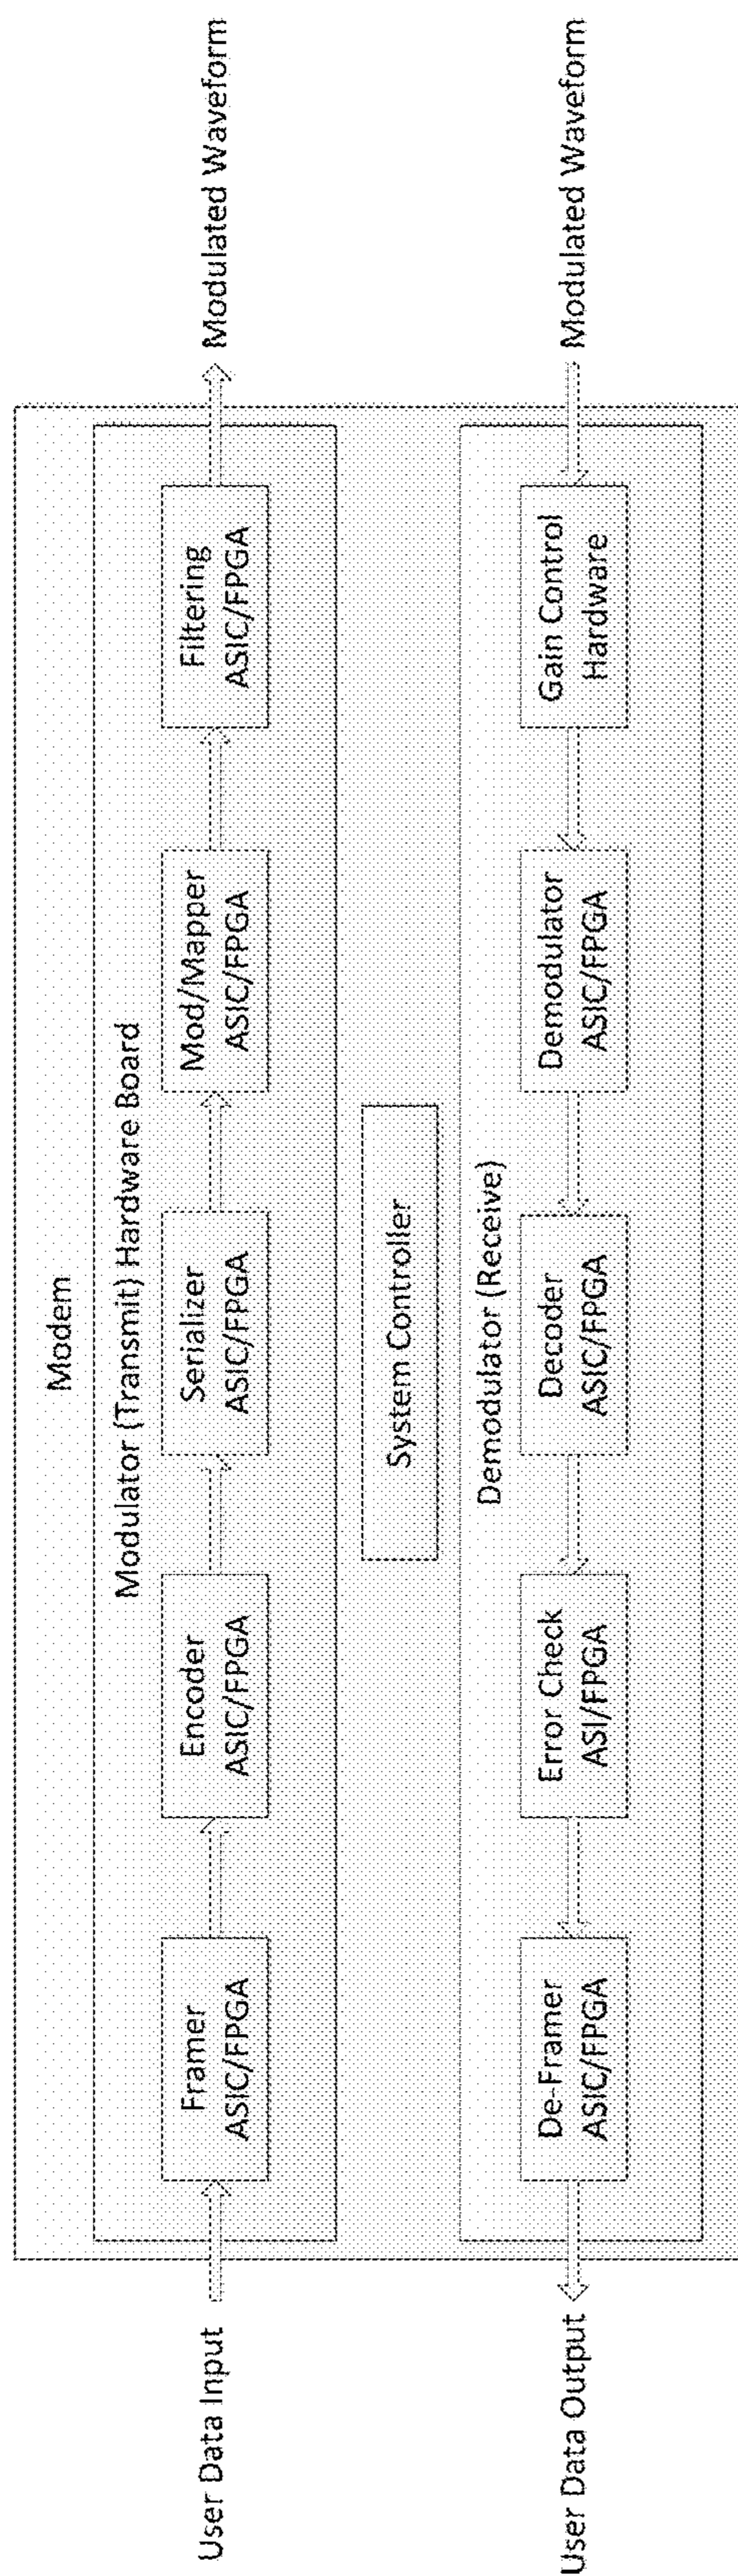 Modem
Modulator (Transmit) Hardware Board
User Data Input
Framer
ASIC/FPGA
Encoder
ASIC/FPGA
Serializer
ASIC/FPGA
Mod/Mapper
ASIC/FPGA
Filtering
ASIC/FPGA
Modulated Waveform
System Controller
Demodulator (Receive)
User Data Output
De-Framer
ASIC/FPGA
Error Check
ASI/FPGA
Decoder
ASIC/FPGA
Demodulator
ASIC/FPGA
Gain Control
Hardware
Modulated Waveform